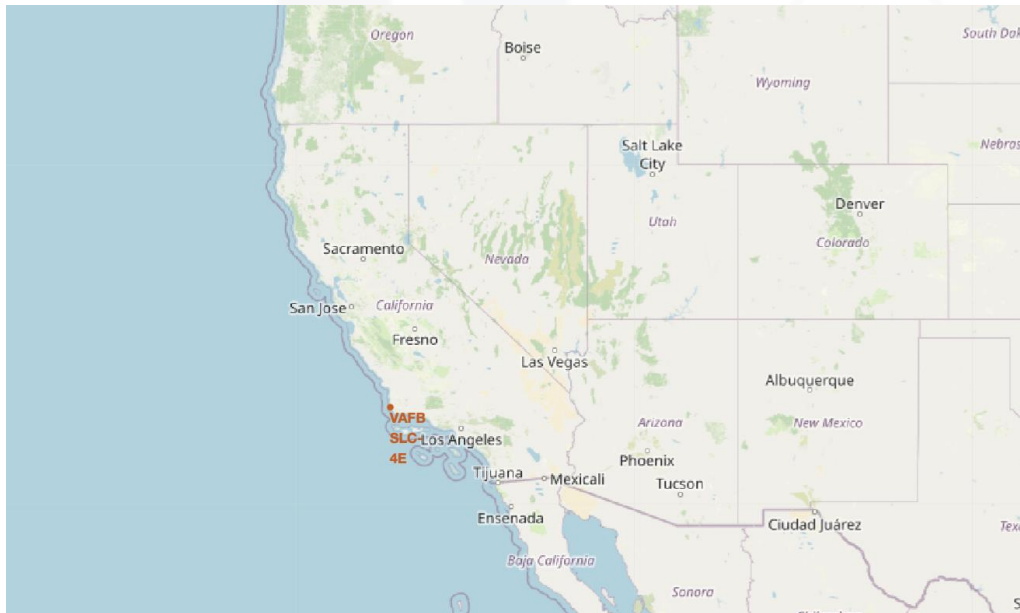 Oregon
Boise
South Dak
Wyoming
Salt Lake
City
Nebras
Denver
Utah
Colorado
Sacramento
Nevada
San Jose
California
Fresno
Las Vegas
Albuquerque
VAFB
SLC-
4E
Los Angeles
Arizona
New Mexico
Phoenix
Tijuana
Mexicali
Tucson
Ensenada
Ciudad Juárez
Texa
Baja California
Sonora